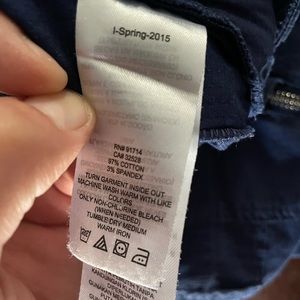 I-Spring-2015
RN# 91714
CA# 32528
97% COTTON
3% SPANDEX
TURN GARMENT INSIDE OUT.
MACHINE WASH WARM WITH LIKE
COLORS
ONLY NON-CHLORINE BLEACH
(WHEN NEEDED)
TUMBLE DRY MEDIUM
WARM IRON